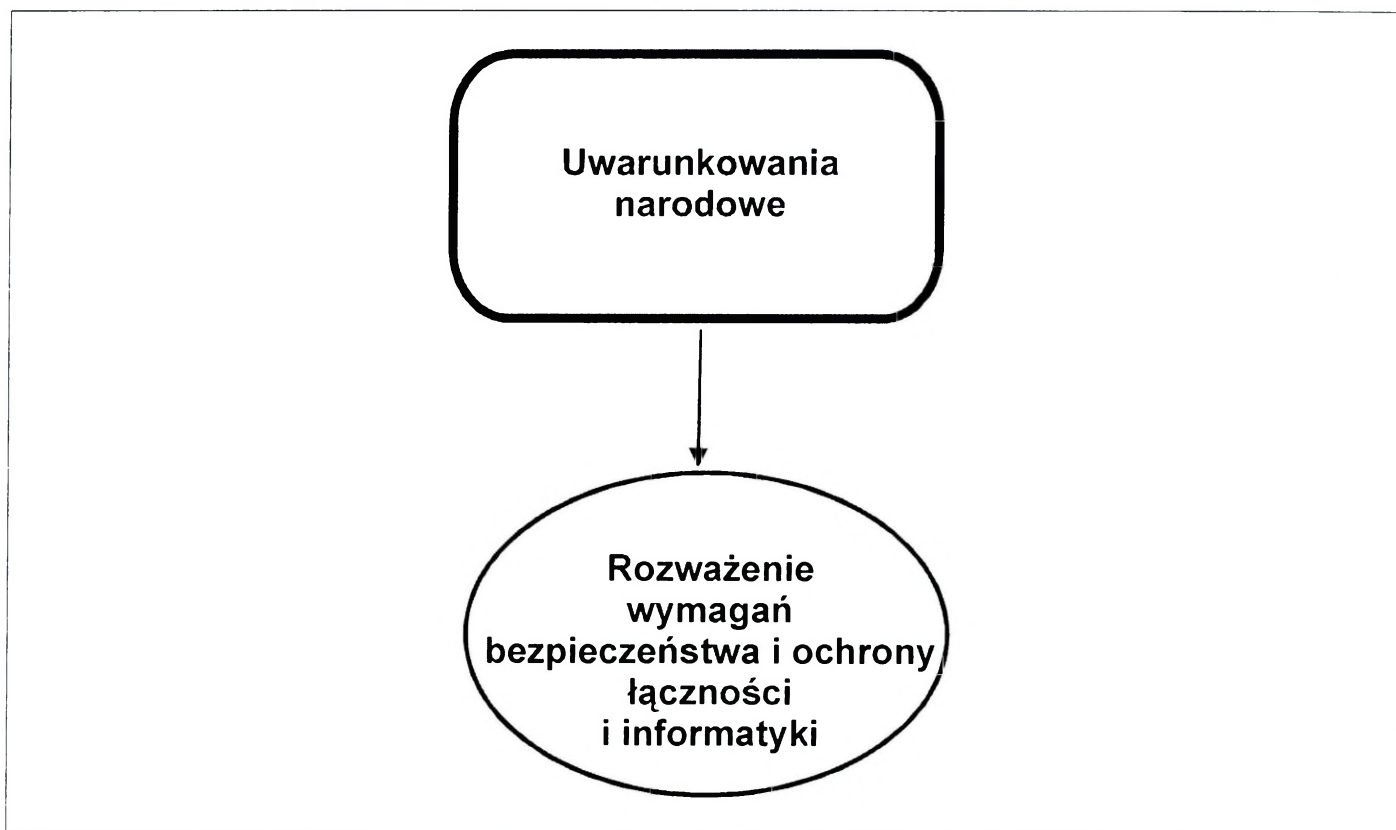 Uwarunkowania
narodowe
Rozważenie
wymagań
bezpieczeństwa i ochrony
łączności
i informatyki